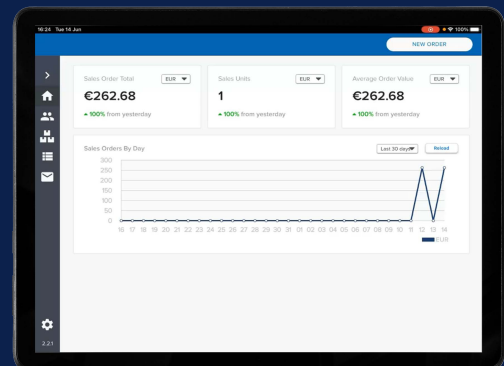 16:24 Tue 14 Jun
100%
NEW ORDER
Sales Order Total EUR
€262.68
100% from yesterday
Sales Units EUR
1
100% from yesterday
Average Order Value EUR
€262.68
100% from yesterday
Sales Orders By Day
Last 30 days
Reload
300
250
200
150
100
50
0
16 17 18 19 20 21 22 23 24 25 26 27 28 29 30 31 01 02 03 04 05 06 07 08 09 10 11 12 13 14
EUR
2.2.1